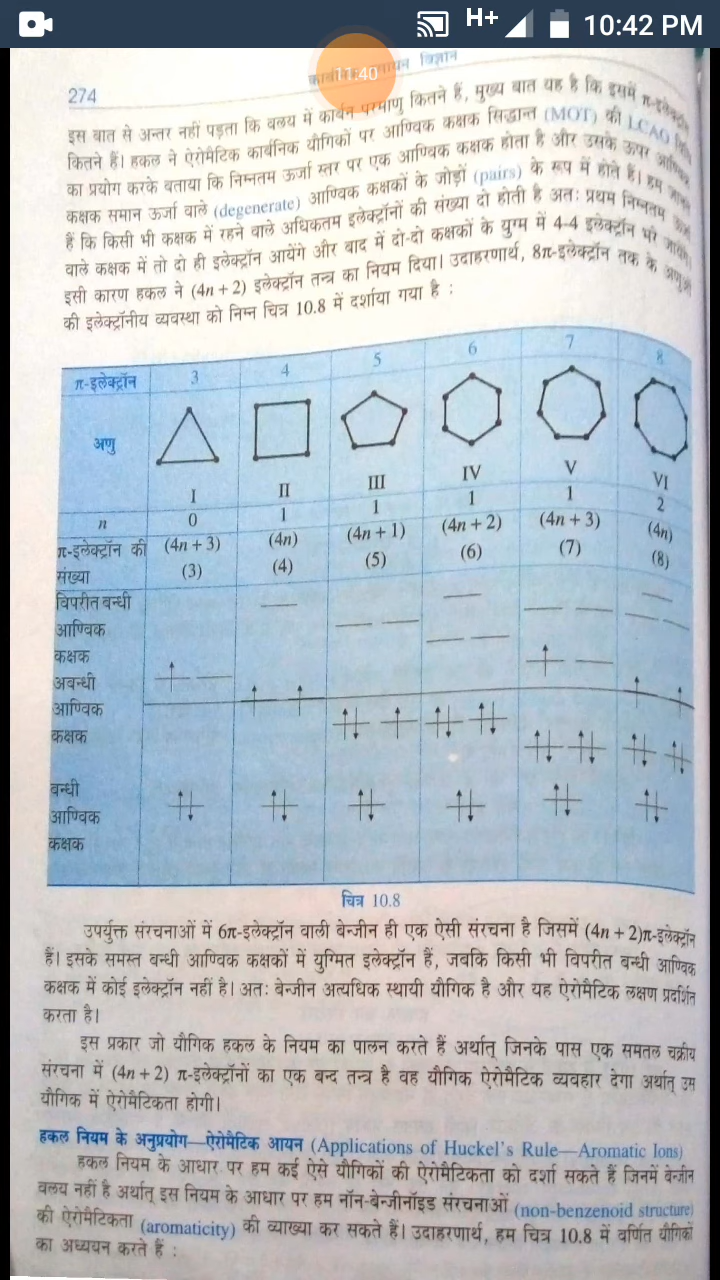 H+ 10:42 PM
11:40
274
विज्ञान
इस बात से अन्तर नहीं पड़ता कि वलय में कार्बन परमाणु कितने हैं, मुख्य बात यह है कि इसमें π-इलेक्ट्रॉन
कितने हैं। हकल ने ऐरोमैटिक कार्बनिक यौगिकों पर आण्विक कक्षक सिद्धान्त (MOT) की LCAO
का प्रयोग करके बताया कि निम्नतम ऊर्जा स्तर पर एक आण्विक कक्षक होता है और उसके ऊपर आण्विक
कक्षक समान ऊर्जा वाले (degenerate) आण्विक कक्षकों के जोड़ों (pairs) के रूप में होते हैं। हम जानते
हैं कि किसी भी कक्षक में रहने वाले अधिकतम इलेक्ट्रॉनों की संख्या दो होती है अतः प्रथम निम्नतम ऊर्जा
वाले कक्षक में तो दो ही इलेक्ट्रॉन आयेंगे और बाद में दो-दो कक्षकों के युग्म में 4-4 इलेक्ट्रॉन भरे जायेंगे।
इसी कारण हकल ने (4n + 2) इलेक्ट्रॉन तन्त्र का नियम दिया। उदाहरणार्थ, 8π-इलेक्ट्रॉन तक के अणुओं
की इलेक्ट्रॉनीय व्यवस्था को निम्न चित्र 10.8 में दर्शाया गया है :
π-इलेक्ट्रॉन 3 4 5 6 7 8
अणु
I II III IV V VI
n 0 1 1 1 1 2
π-इलेक्ट्रॉन की (4n + 3) (4n) (4n + 1) (4n + 2) (4n + 3) (4n)
संख्या (3) (4) (5) (6) (7) (8)
विपरीत बन्धी
आण्विक
कक्षक
अबन्धी
आण्विक
कक्षक
बन्धी
आण्विक
कक्षक
चित्र 10.8
उपर्युक्त संरचनाओं में 6π-इलेक्ट्रॉन वाली बेन्जीन ही एक ऐसी संरचना है जिसमें (4n + 2)π-इलेक्ट्रॉन
हैं। इसके समस्त बन्धी आण्विक कक्षकों में युग्मित इलेक्ट्रॉन हैं, जबकि किसी भी विपरीत बन्धी आण्विक
कक्षक में कोई इलेक्ट्रॉन नहीं है। अतः बेन्जीन अत्यधिक स्थायी यौगिक है और यह ऐरोमैटिक लक्षण प्रदर्शित
करता है।
इस प्रकार जो यौगिक हकल के नियम का पालन करते हैं अर्थात् जिनके पास एक समतल चक्रीय
संरचना में (4n + 2) π-इलेक्ट्रॉनों का एक बन्द तन्त्र है वह यौगिक ऐरोमैटिक व्यवहार देगा अर्थात् उस
यौगिक में ऐरोमैटिकता होगी।
हकल नियम के अनुप्रयोग—ऐरोमैटिक आयन (Applications of Huckel's Rule—Aromatic Ions)
हकल नियम के आधार पर हम कई ऐसे यौगिकों की ऐरोमैटिकता को दर्शा सकते हैं जिनमें बेन्जीन
वलय नहीं है अर्थात् इस नियम के आधार पर हम नॉन-बेन्जीनॉइड संरचनाओं (non-benzenoid structure)
की ऐरोमैटिकता (aromaticity) की व्याख्या कर सकते हैं। उदाहरणार्थ, हम चित्र 10.8 में वर्णित यौगिकों
का अध्ययन करते हैं :